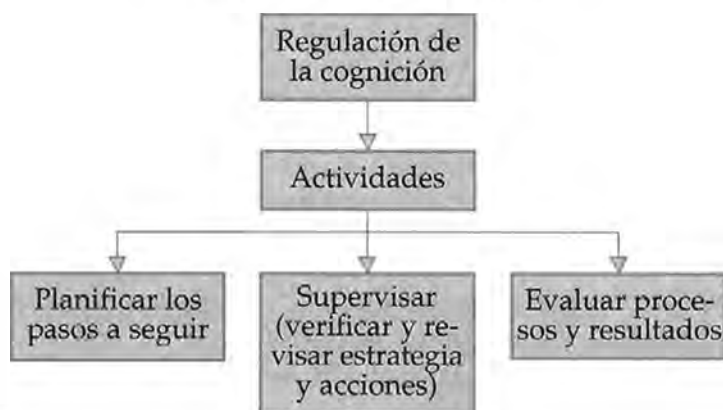 Regulación de
la cognición
Actividades
Planificar los
pasos a seguir
Supervisar
(verificar y re-
visar estrategia
y acciones)
Evaluar proce-
sos y resultados